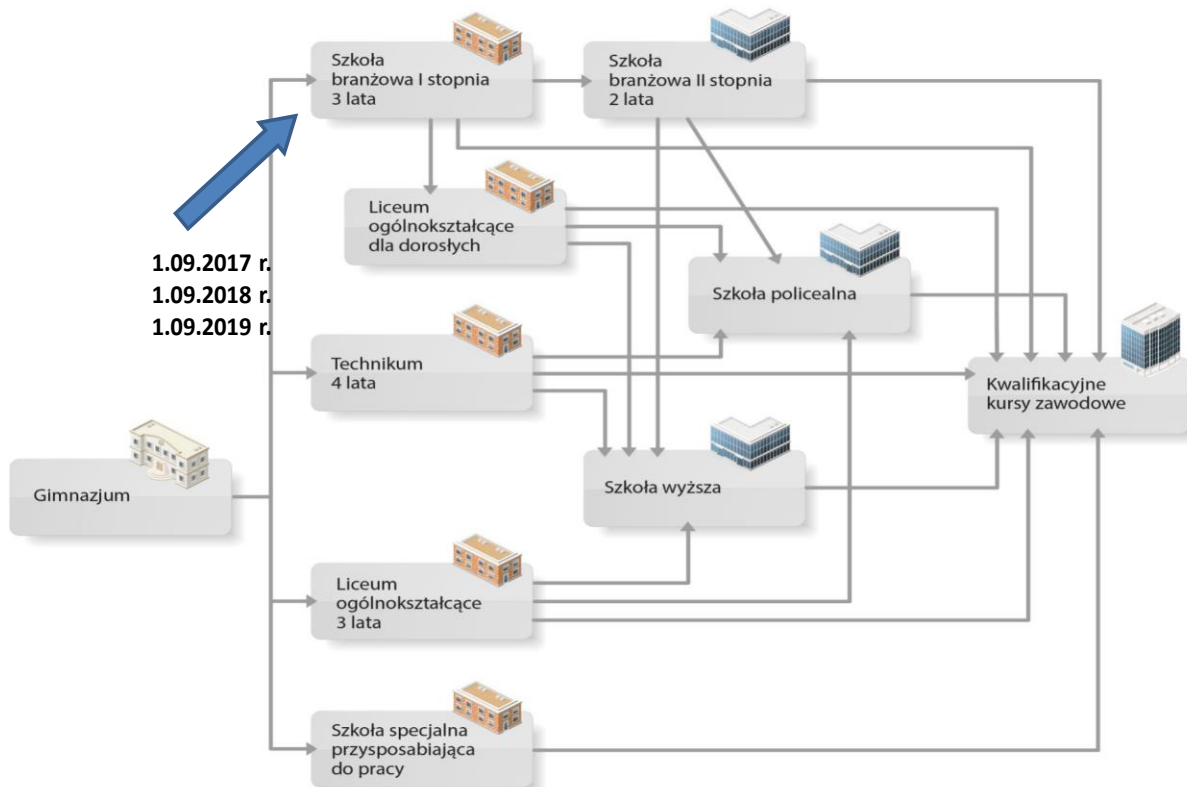 Szkoła
branżowa I stopnia
3 lata
Szkoła
branżowa II stopnia
2 lata
Liceum
ogólnokształcące
dla dorosłych
1.09.2017 r.
1.09.2018 r.
1.09.2019 r.
Szkoła policealna
Technikum
4 lata
Kwalifikacyjne
kursy zawodowe
Gimnazjum
Szkoła wyższa
Liceum
ogólnokształcące
3 lata
Szkoła specjalna
przysposabiająca
do pracy